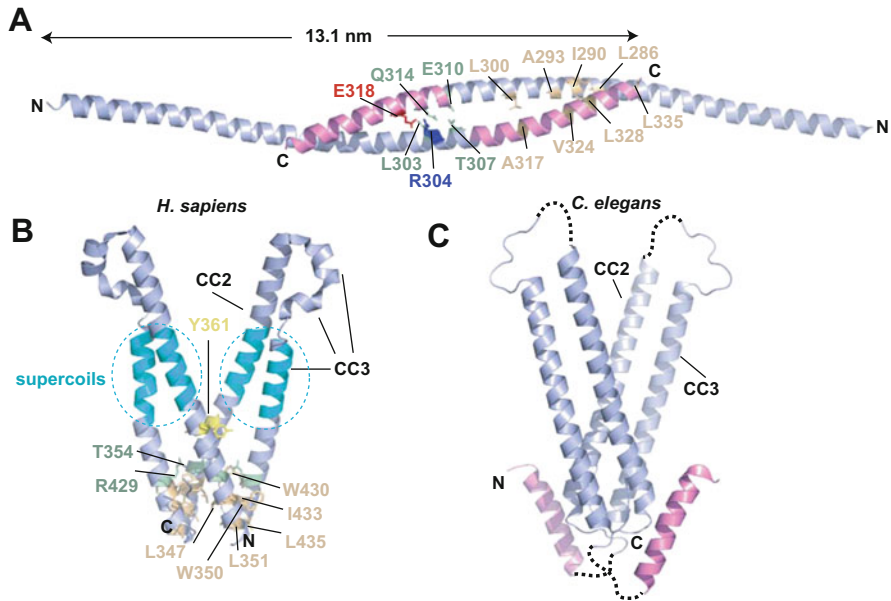 A
13.1 nm
N
Q314 E310 L300 A293 I290 L286 C
E318
L335
C L303 T307 A317 V324 L328 N
R304
H. sapiens C. elegans
B C
CC2 CC2
Y361
supercoils CC3 CC3
T354
R429 W430 N
I433
C N C
L347 L351 L435
W350